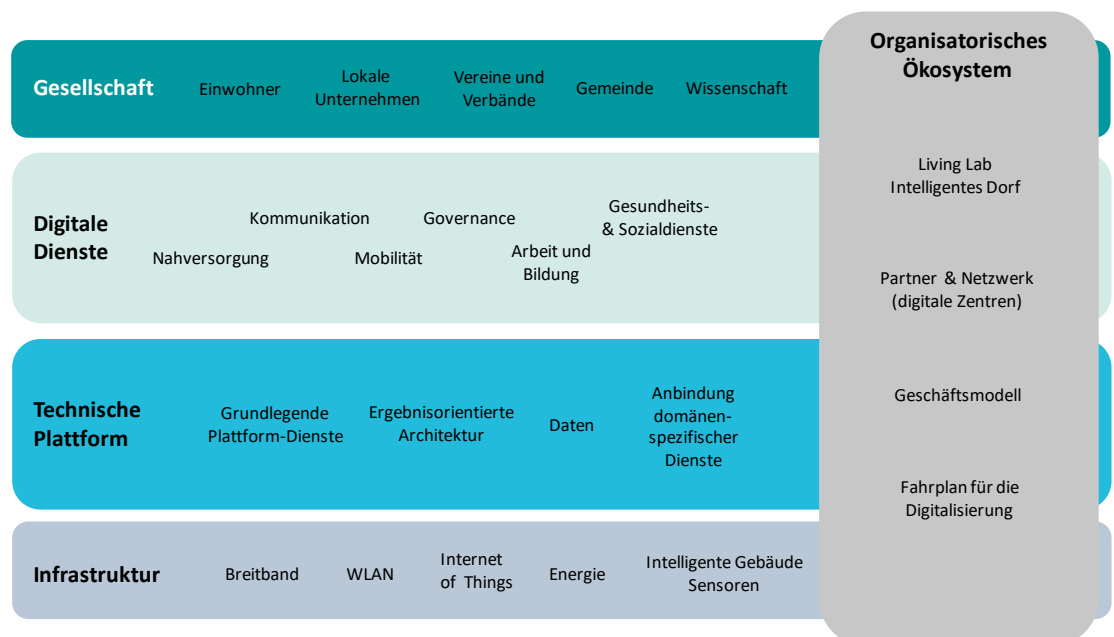 Gesellschaft
Einwohner
Lokale
Unternehmen
Vereine und
Verbände
Gemeinde
Wissenschaft
Digitale
Dienste
Nahversorgung
Kommunikation
Mobilität
Governance
Arbeit und
Bildung
Gesundheits-
& Sozialdienste
Technische
Plattform
Grundlegende
Plattform-Dienste
Ergebnisorientierte
Architektur
Daten
Anbindung
domänen-
spezifischer
Dienste
Infrastruktur
Breitband
WLAN
Internet
of Things
Energie
Intelligente Gebäude
Sensoren
Organisatorisches
Ökosystem
Living Lab
Intelligentes Dorf
Partner & Netzwerk
(digitale Zentren)
Geschäftsmodell
Fahrplan für die
Digitalisierung